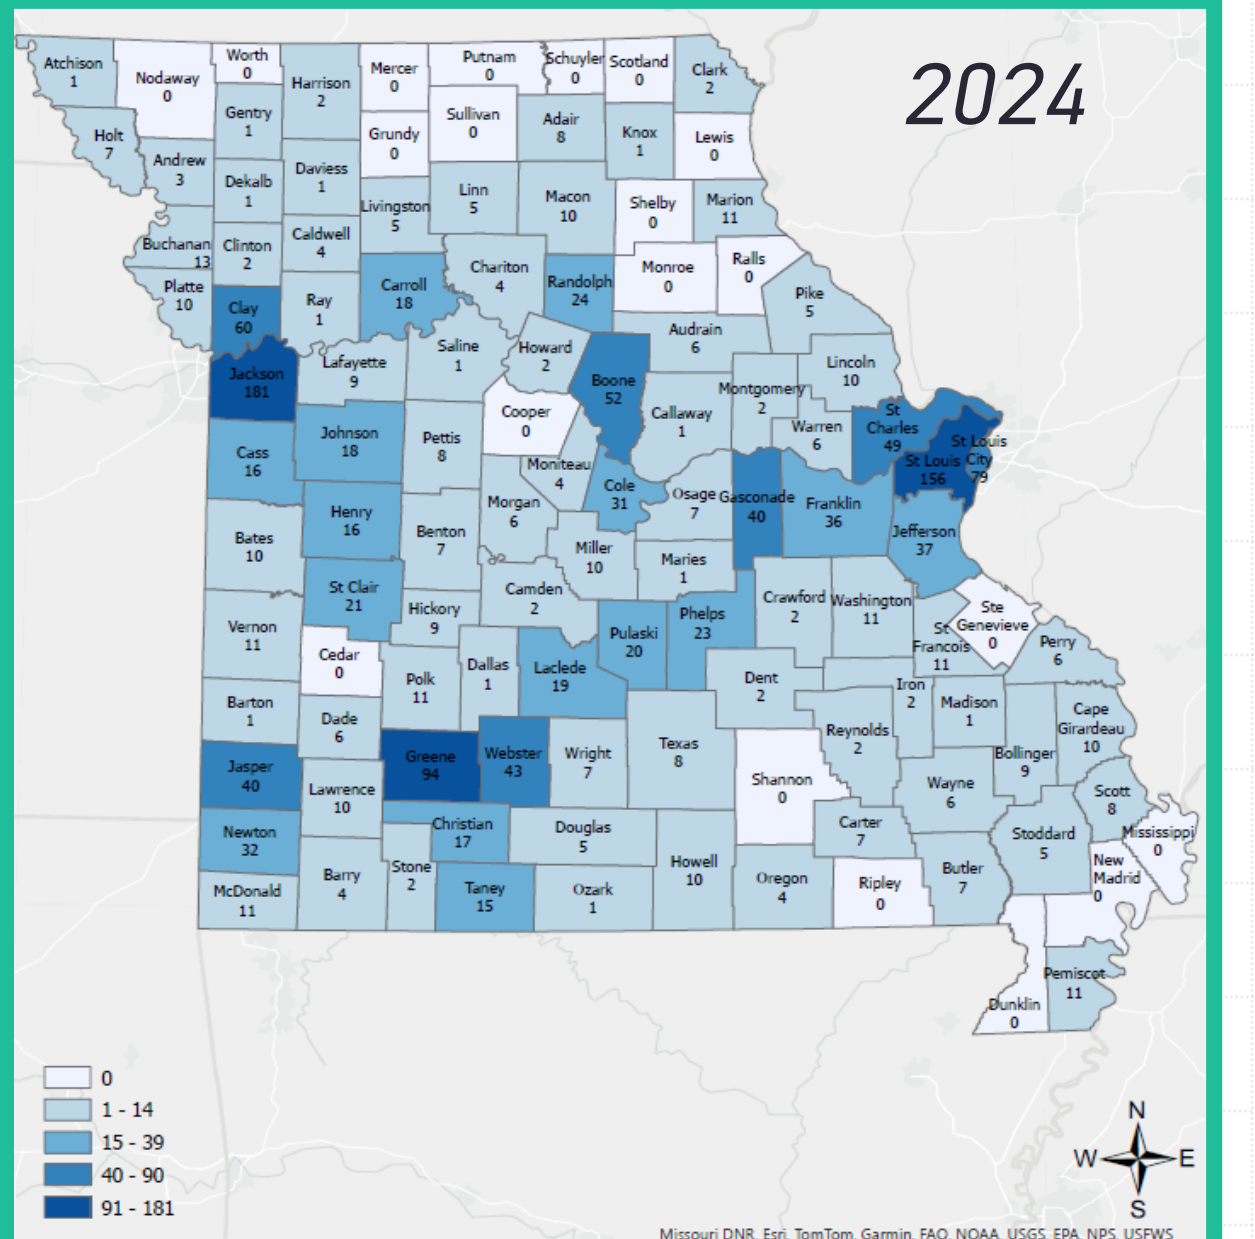 2024
Atchison
1
Nodaway
0
Worth
0
Harrison
2
Mercer
0
Putnam
0
Schuyler
0
Scotland
0
Clark
2
Holt
7
Andrew
3
Gentry
1
Dekalb
1
Daviess
1
Grundy
0
Sullivan
0
Adair
8
Knox
1
Lewis
0
Buchanan
13
Clinton
2
Caldwell
4
Livingston
5
Linn
5
Macon
10
Shelby
0
Marion
11
Platte
10
Clay
60
Ray
1
Carroll
18
Chariton
4
Randolph
24
Monroe
0
Ralls
0
Pike
5
Jackson
181
Lafayette
9
Saline
1
Howard
2
Boone
52
Audrain
6
Callaway
1
Montgomery
2
Lincoln
10
Warren
6
St
Charles
49
St Louis
156
St Louis
City
79
Cass
16
Johnson
18
Pettis
8
Cooper
0
Moniteau
4
Cole
31
Osage
7
Gasconade
40
Franklin
36
Jefferson
37
Bates
10
Henry
16
Benton
7
Morgan
6
Miller
10
Maries
1
Vernon
11
St Clair
21
Hickory
9
Camden
2
Pulaski
20
Phelps
23
Crawford
2
Washington
11
St
Francois
11
Ste
Genevieve
0
Perry
6
Cedar
0
Polk
11
Dallas
1
Laclede
19
Dent
2
Iron
2
Madison
1
Cape
Girardeau
10
Barton
1
Dade
6
Greene
94
Webster
43
Wright
7
Texas
8
Shannon
0
Reynolds
2
Wayne
6
Bollinger
9
Scott
8
Mississippi
0
Jasper
40
Lawrence
10
Christian
17
Douglas
5
Howell
10
Carter
7
Butler
7
Stoddard
5
New
Madrid
0
Newton
32
McDonald
11
Barry
4
Stone
2
Taney
15
Ozark
1
Oregon
4
Ripley
0
Dunklin
0
Pemiscot
11
0
1 - 14
15 - 39
40 - 90
91 - 181
N
W E
S
Missouri DNR, Esri, TomTom, Garmin, FAO, NOAA, USGS, EPA, NPS, USFWS